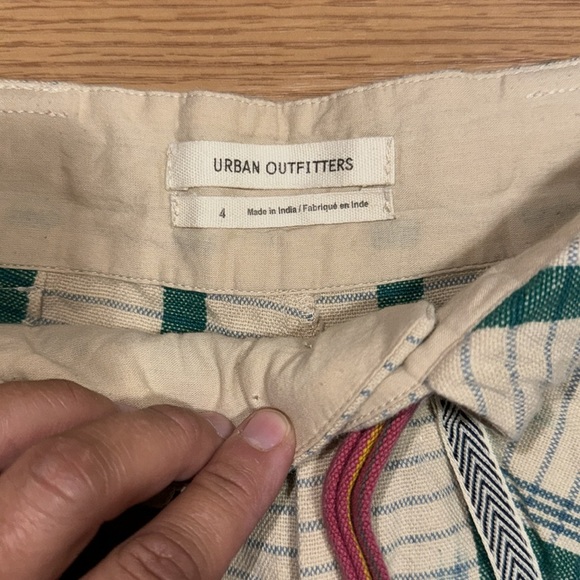 URBAN OUTFITTERS
4 Made in India / Fabriqué en Inde